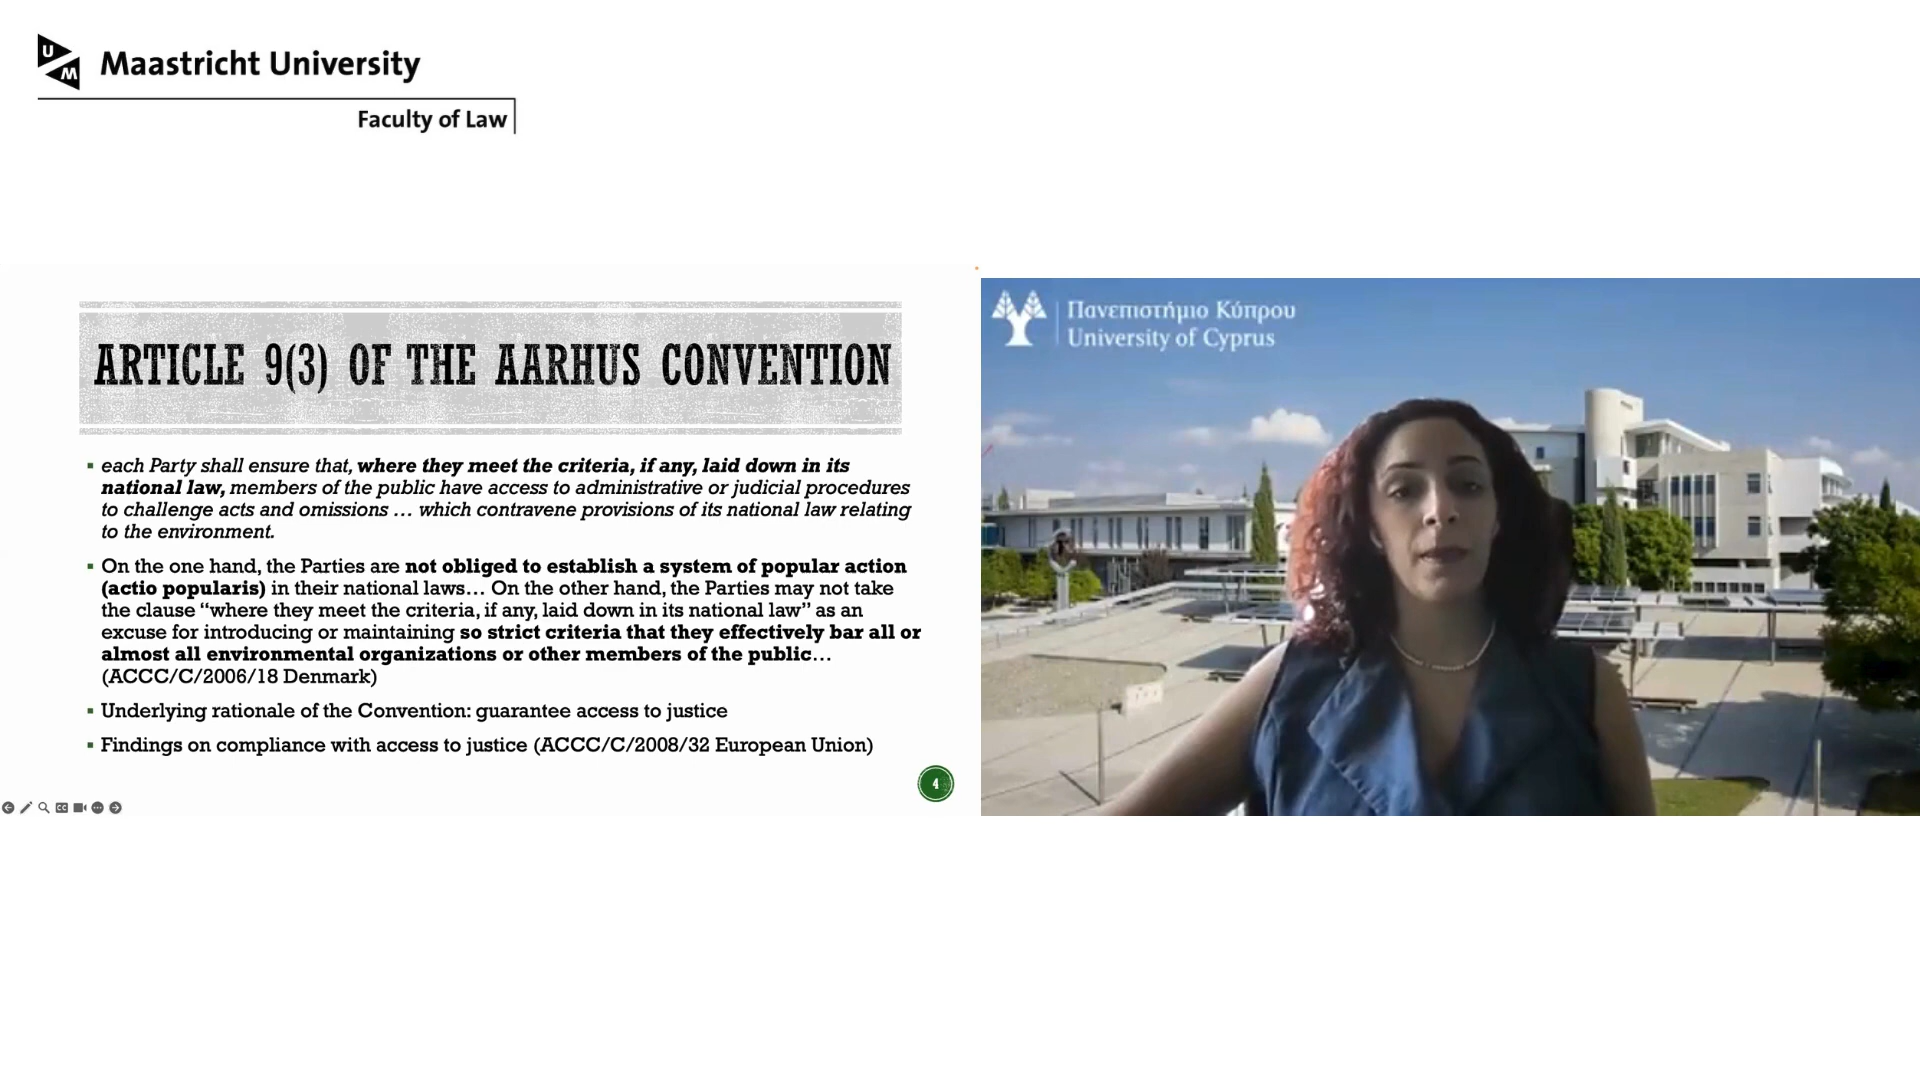 U
M
Maastricht University
Faculty of Law
ARTICLE 9(3) OF THE AARHUS CONVENTION
▪ each Party shall ensure that, where they meet the criteria, if any, laid down in its
national law, members of the public have access to administrative or judicial procedures
to challenge acts and omissions … which contravene provisions of its national law relating
to the environment.
▪ On the one hand, the Parties are not obliged to establish a system of popular action
(actio popularis) in their national laws… On the other hand, the Parties may not take
the clause “where they meet the criteria, if any, laid down in its national law” as an
excuse for introducing or maintaining so strict criteria that they effectively bar all or
almost all environmental organizations or other members of the public…
(ACCC/C/2006/18 Denmark)
▪ Underlying rationale of the Convention: guarantee access to justice
▪ Findings on compliance with access to justice (ACCC/C/2008/32 European Union)
4
Πανεπιστήμιο Κύπρου
University of Cyprus